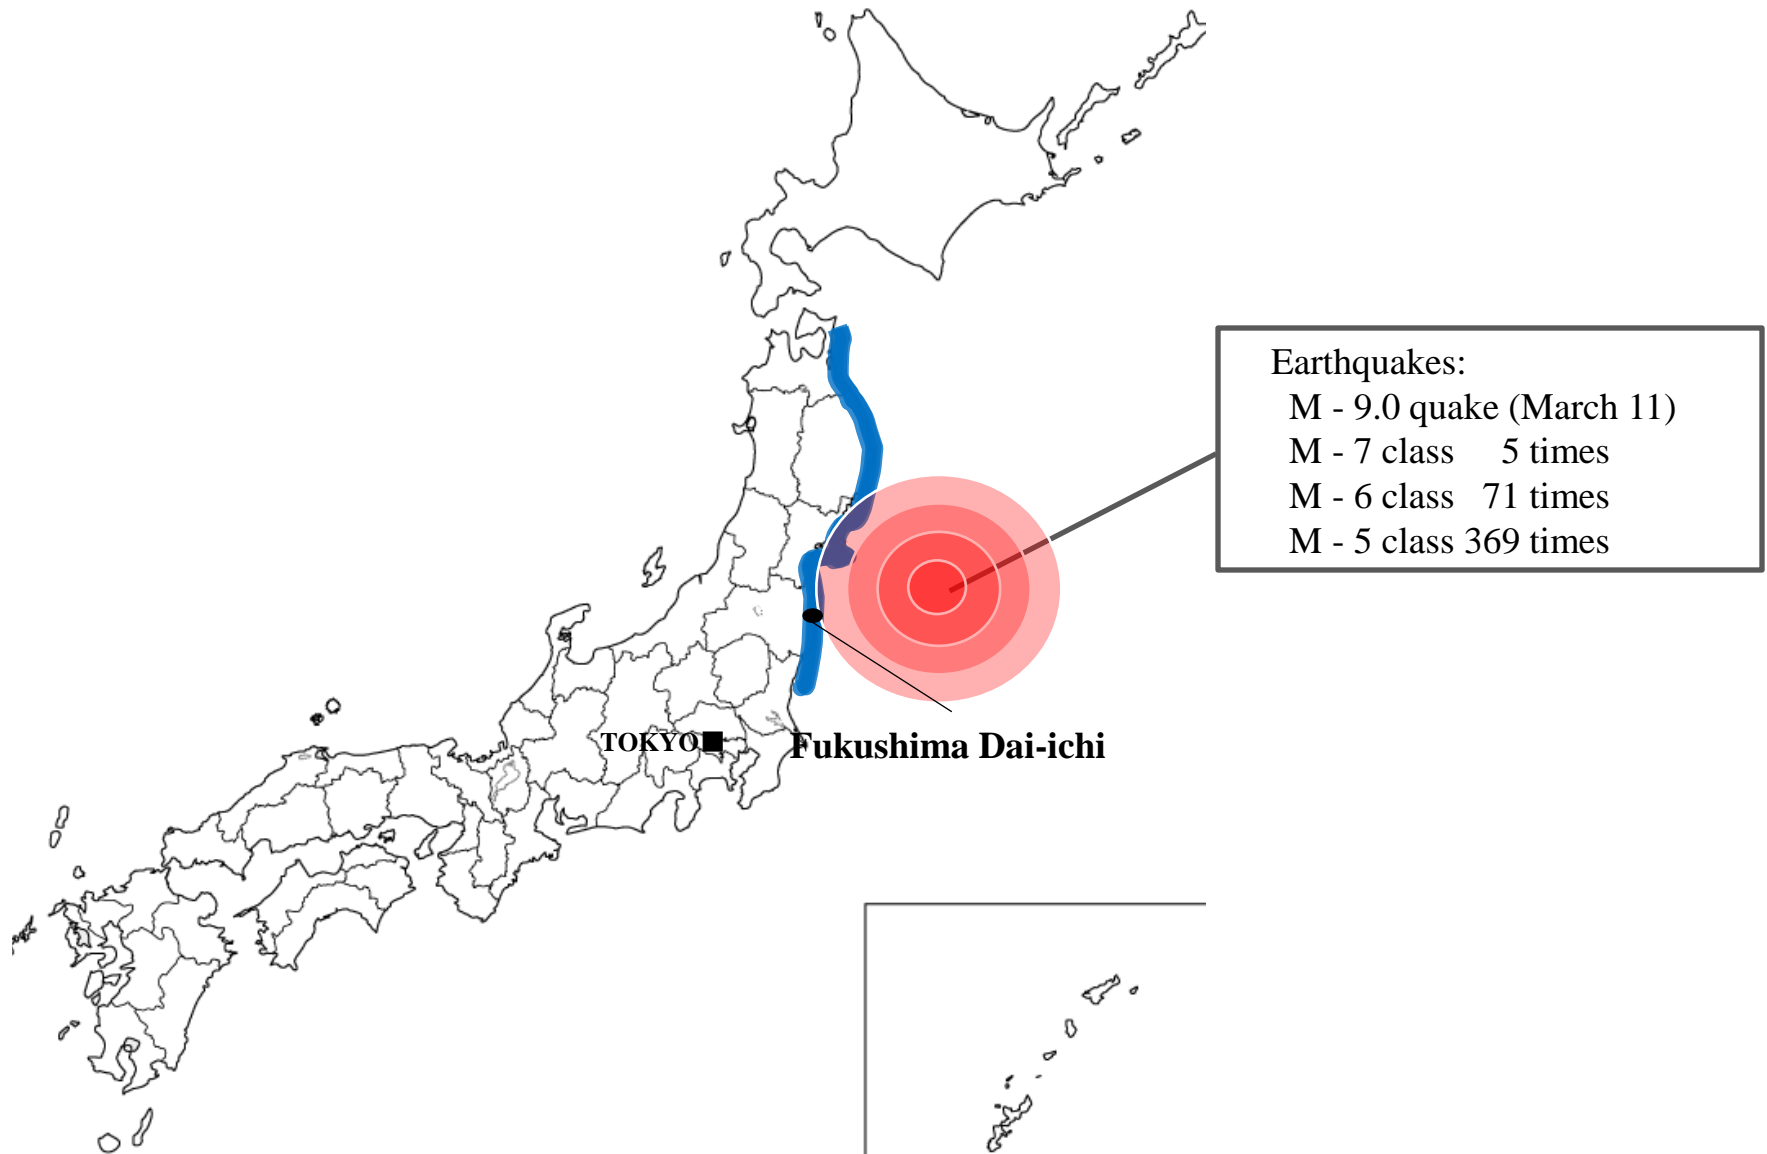 Earthquakes:
M - 9.0 quake (March 11)
M - 7 class 5 times
M - 6 class 71 times
M - 5 class 369 times
TOKYO
Fukushima Dai-ichi